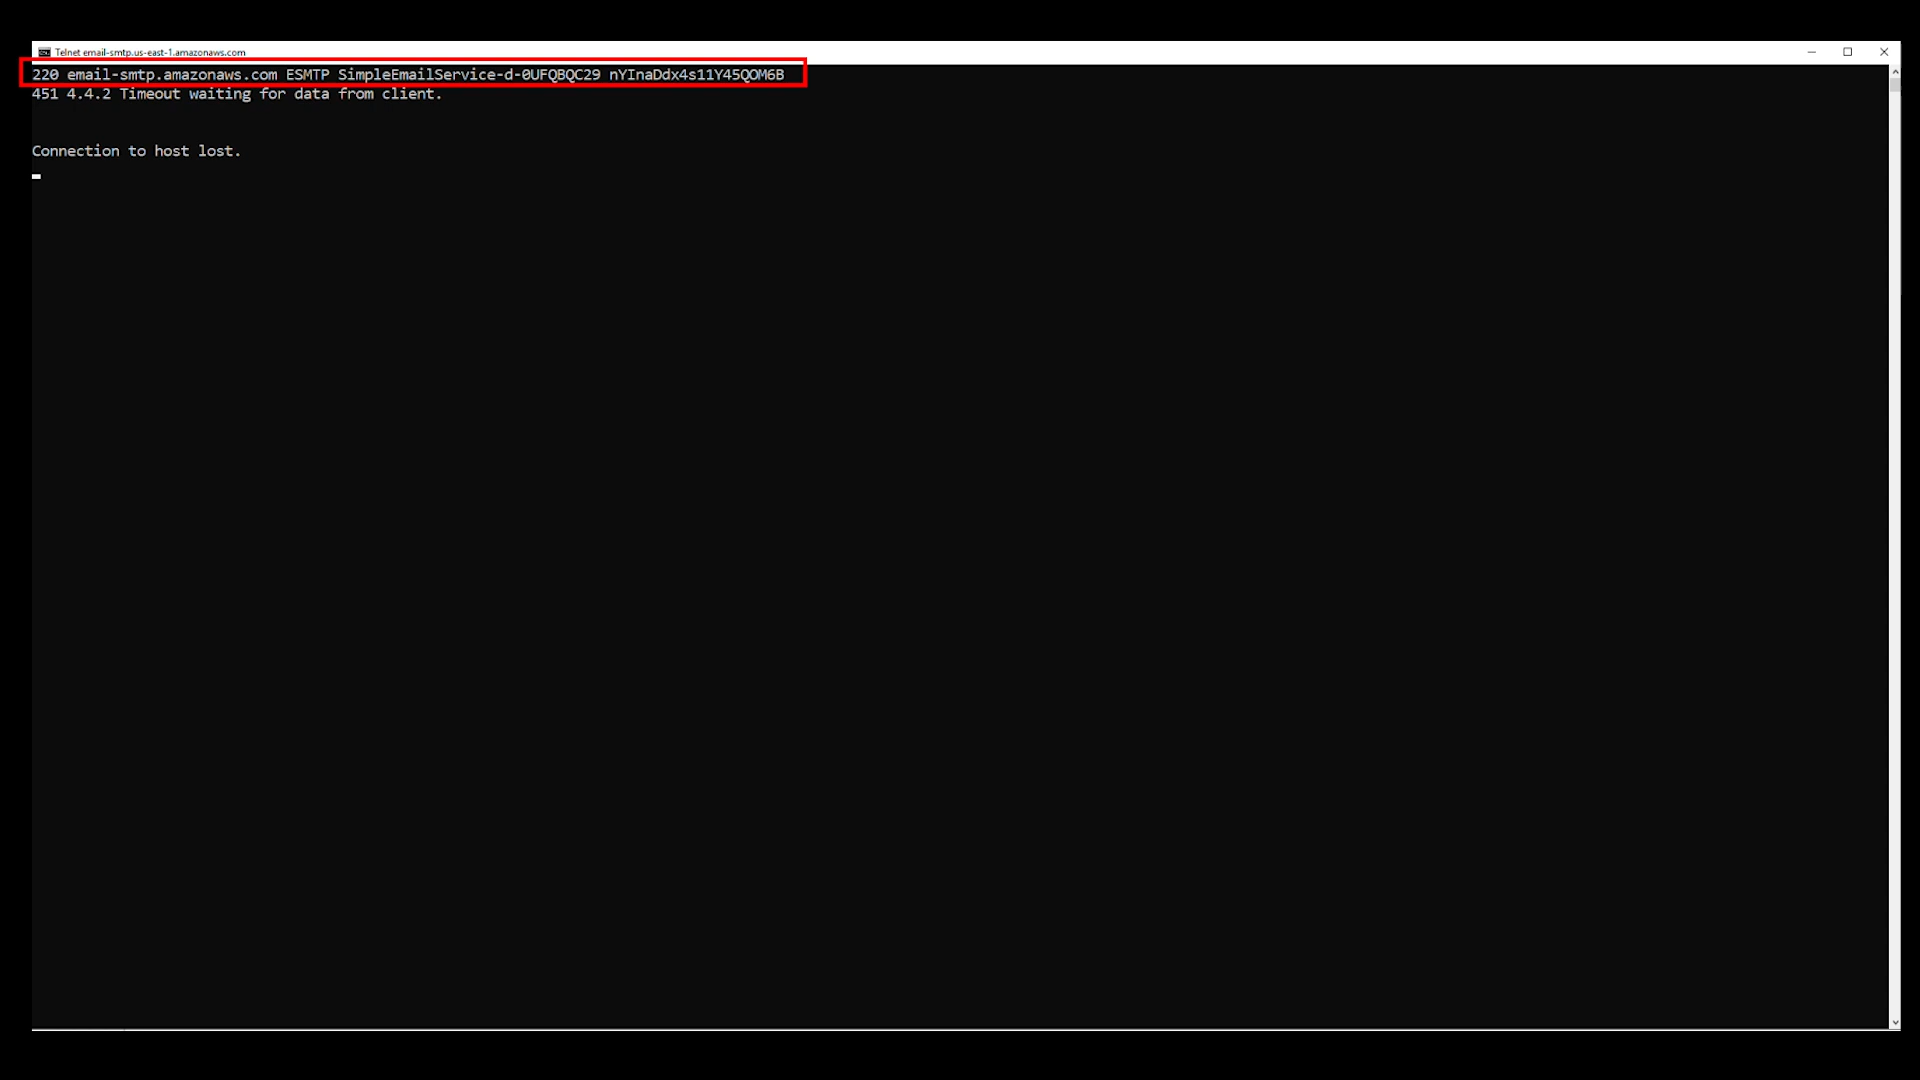 Telnet email-smtp.us-east-1.amazonaws.com
220 email-smtp.amazonaws.com ESMTP SimpleEmailService-d-0UFQBQC29 nYInaDdx4s11Y45QOM6B
451 4.4.2 Timeout waiting for data from client.
Connection to host lost.